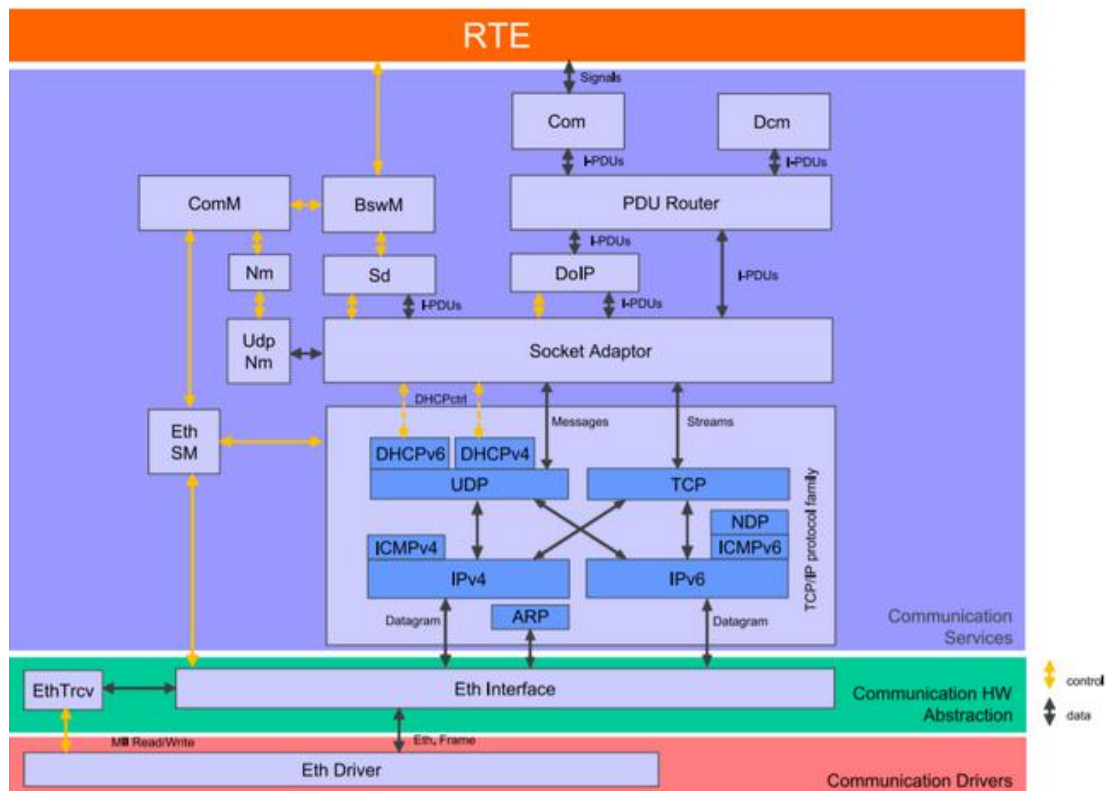 RTE
Signals
Com
Dcm
I-PDUs
I-PDUs
ComM
BswM
PDU Router
I-PDUs
Nm
Sd
DoIP
I-PDUs
I-PDUs
I-PDUs
Udp
Nm
Socket Adaptor
DHCPctrl
Messages
Streams
Eth
SM
DHCPv6
DHCPv4
UDP
TCP
NDP
ICMPv4
ICMPv6
IPv4
IPv6
TCP/IP protocol family
ARP
Datagram
Datagram
Communication
Services
EthTrcv
Eth Interface
Communication HW
Abstraction
control
data
MII Read/Write
Eth, Frame
Eth Driver
Communication Drivers